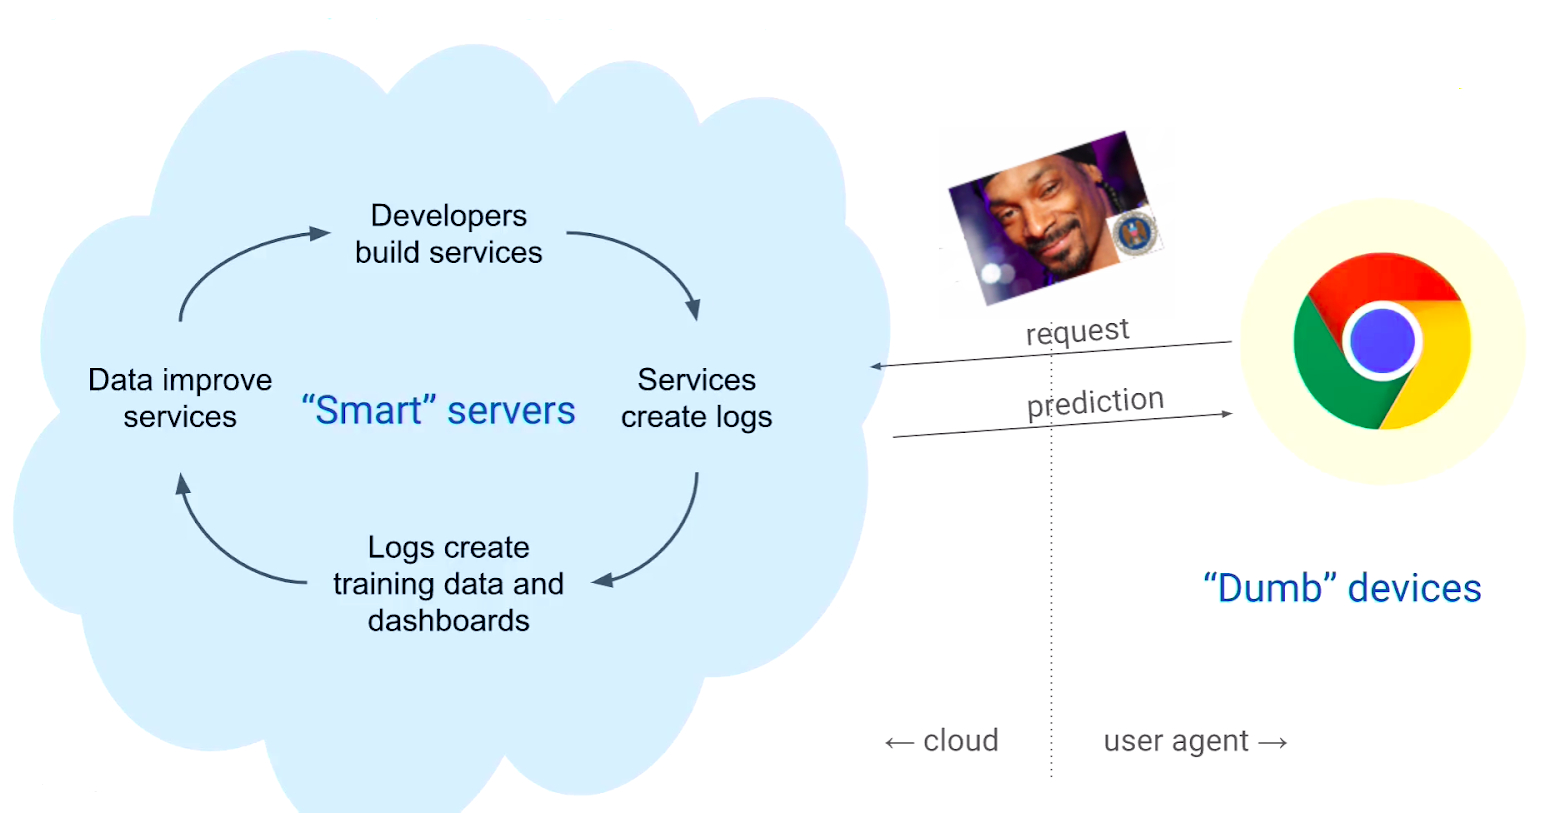 Developers
build services
Data improve
services
“Smart” servers
Services
create logs
Logs create
training data and
dashboards
request
prediction
“Dumb” devices
← cloud
user agent →